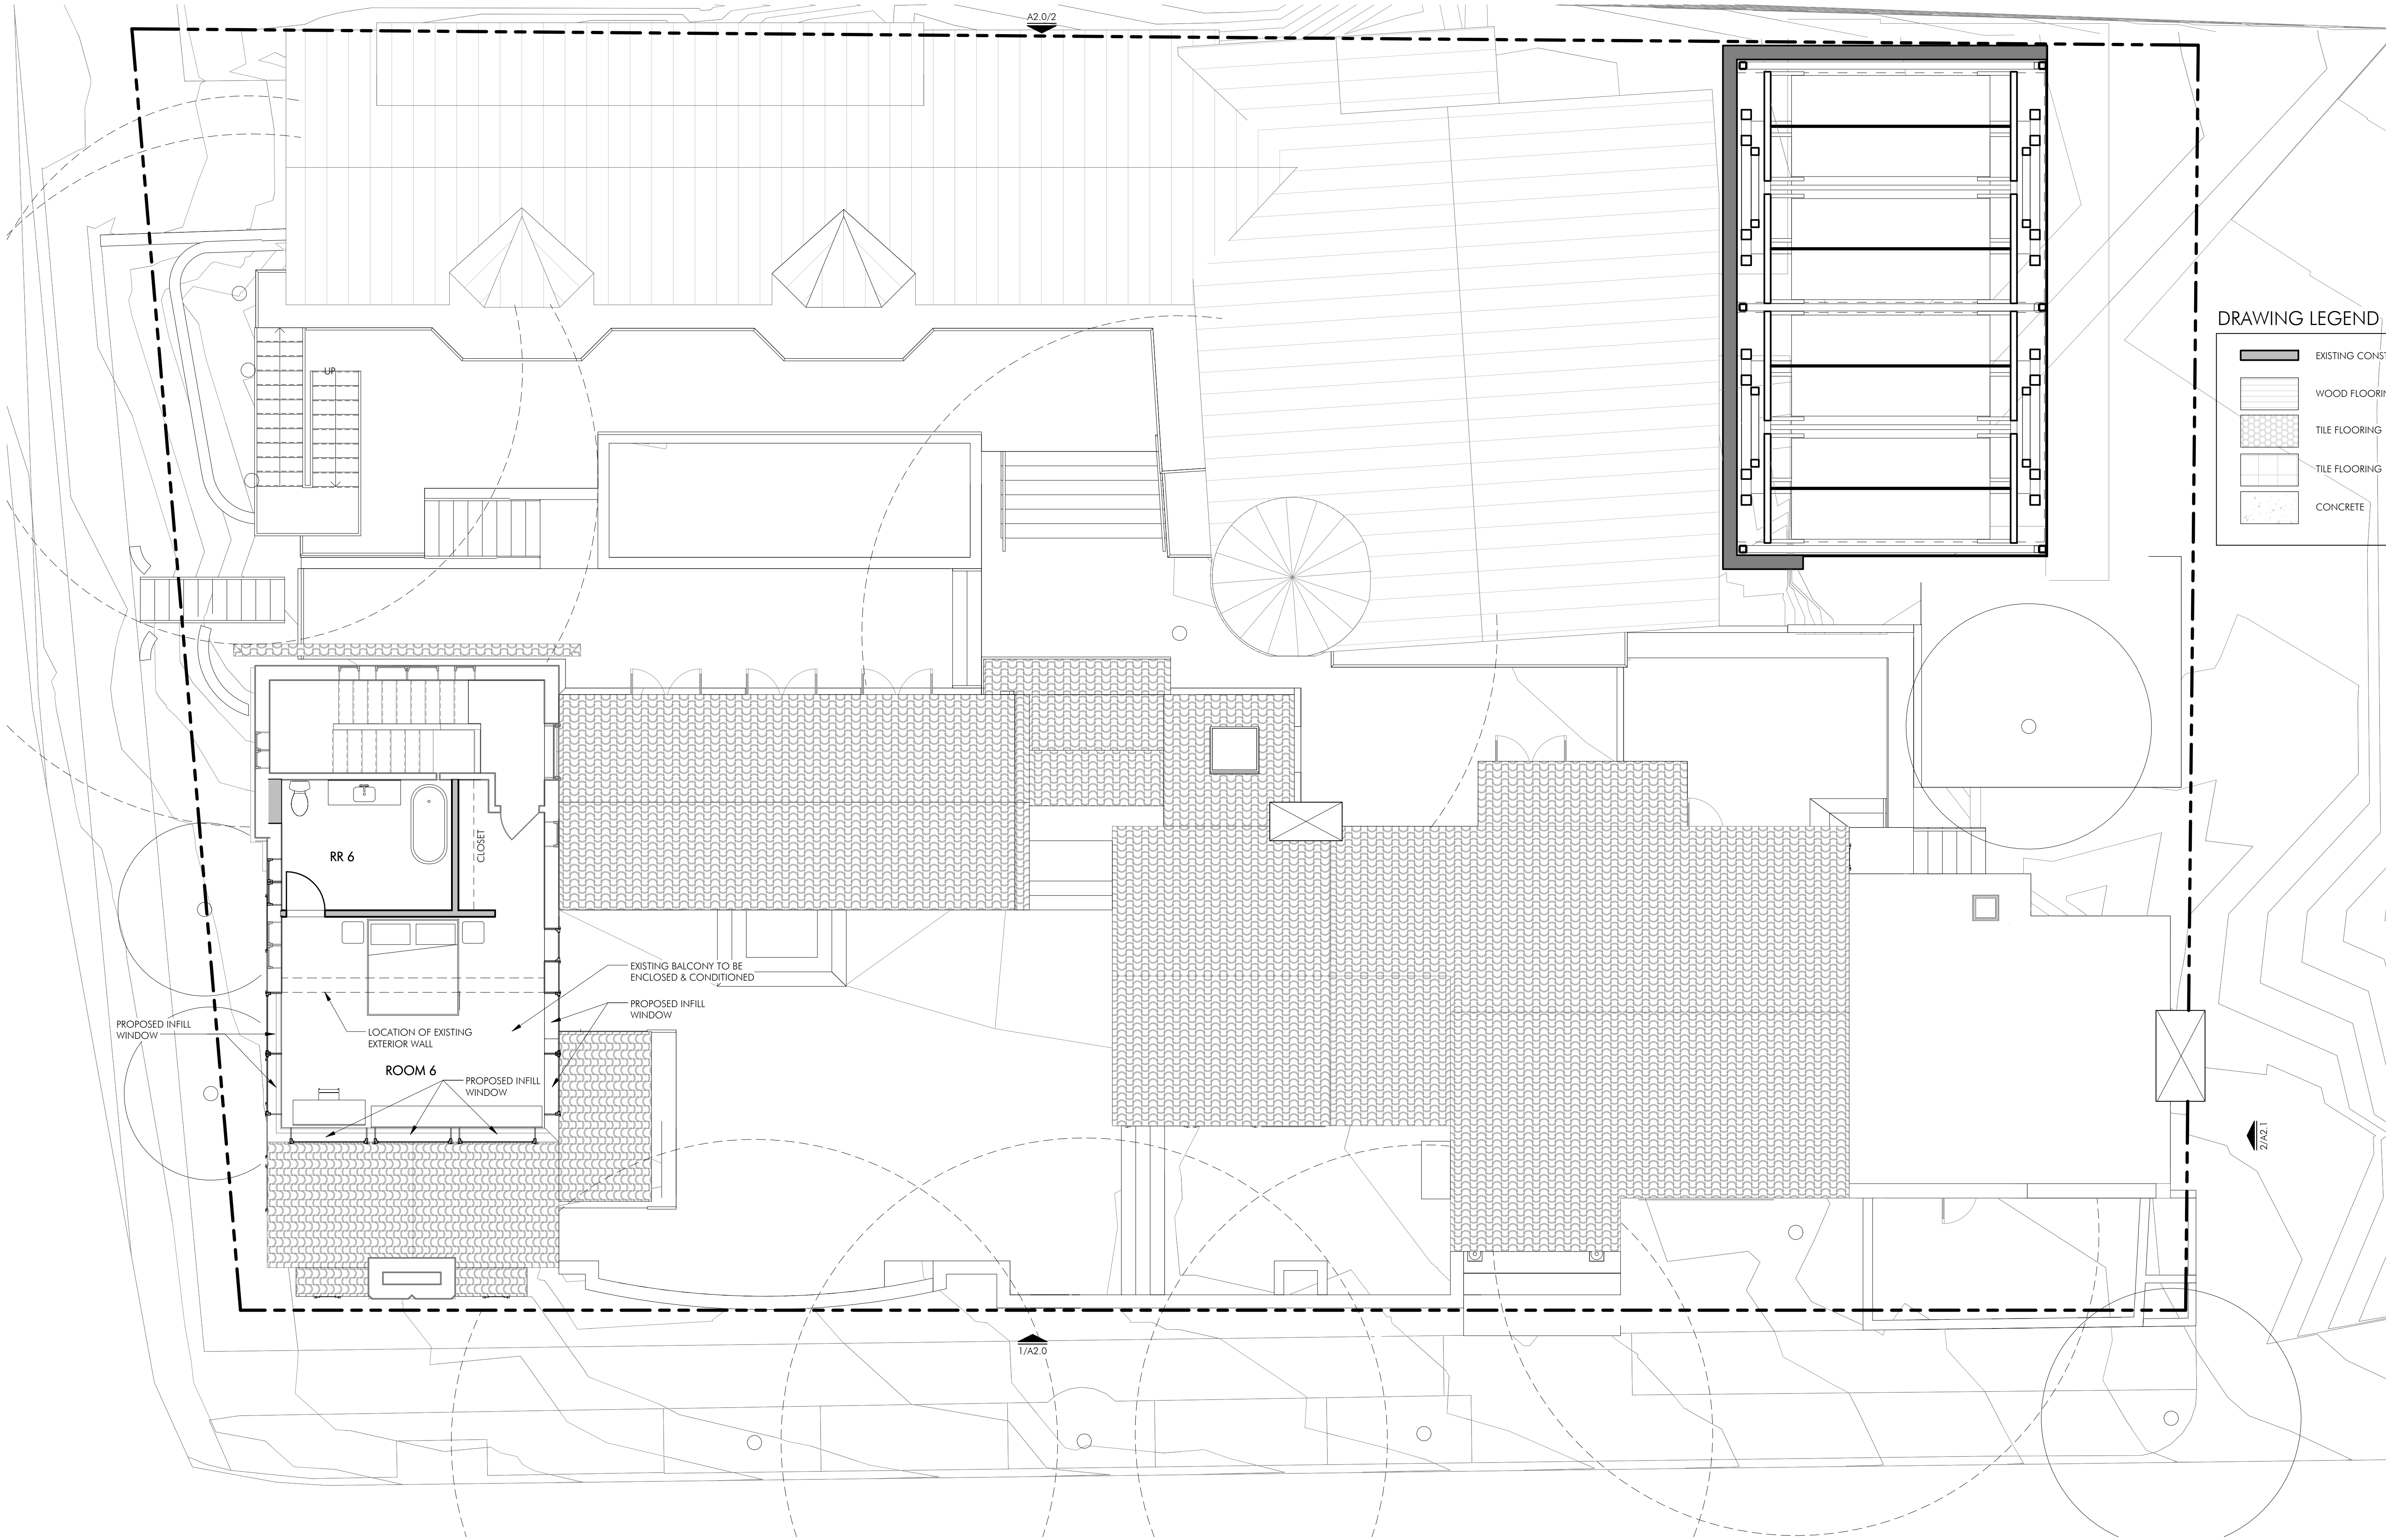 A2.0/2
DRAWING LEGEND
EXISTING CONST
WOOD FLOORIN
TILE FLOORING
TILE FLOORING
CONCRETE
UP
RR 6
CLOSET
EXISTING BALCONY TO BE
ENCLOSED & CONDITIONED
PROPOSED INFILL
WINDOW
PROPOSED INFILL
WINDOW
LOCATION OF EXISTING
EXTERIOR WALL
ROOM 6
PROPOSED INFILL
WINDOW
2/A2.1
1/A2.0